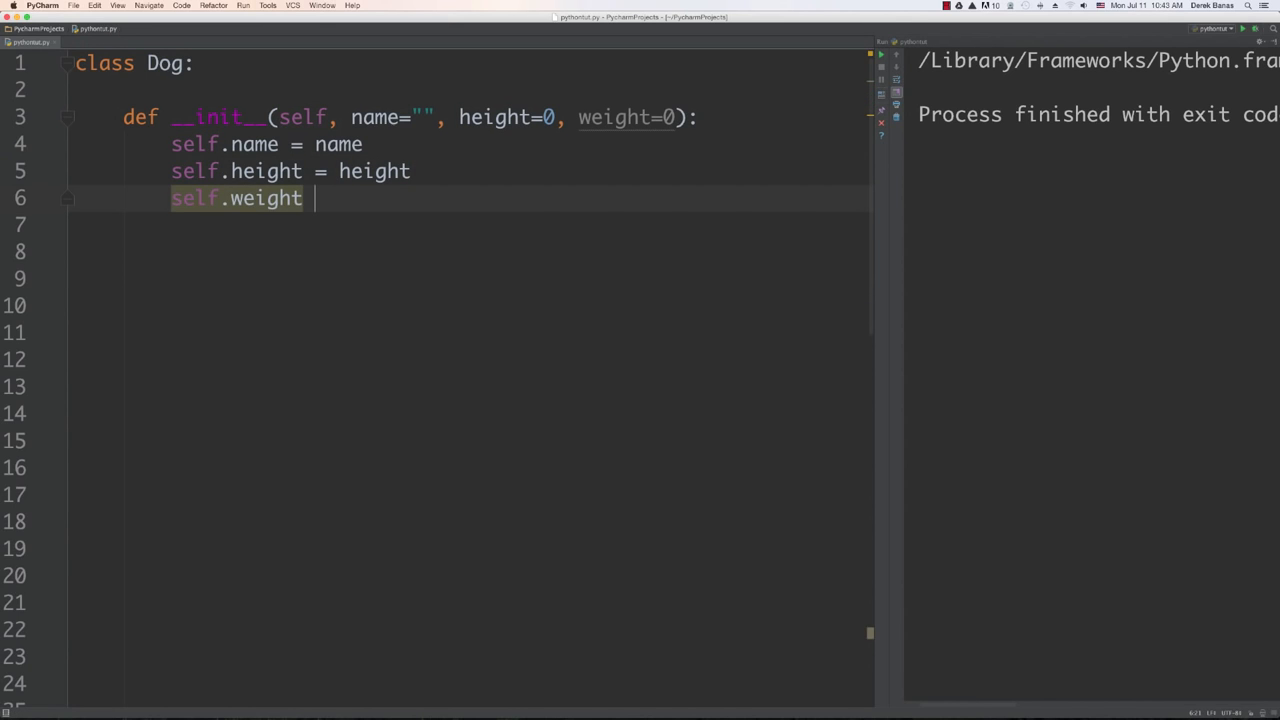 PyCharm File Edit View Navigate Code Refactor Run Tools VCS Window Help
10 Mon Jul 11 10:43 AM Derek Banas
pythontut.py - PycharmProjects - [~/PycharmProjects]
PycharmProjects pythontut.py
pythontut
pythontut.py
Run: pythontut
1 class Dog:
2
3 def __init__(self, name="", height=0, weight=0):
4 self.name = name
5 self.height = height
6 self.weight
7
8
9
10
11
12
13
14
15
16
17
18
19
20
21
22
23
24
/Library/Frameworks/Python.fra
Process finished with exit cod
6:21 LF UTF-8